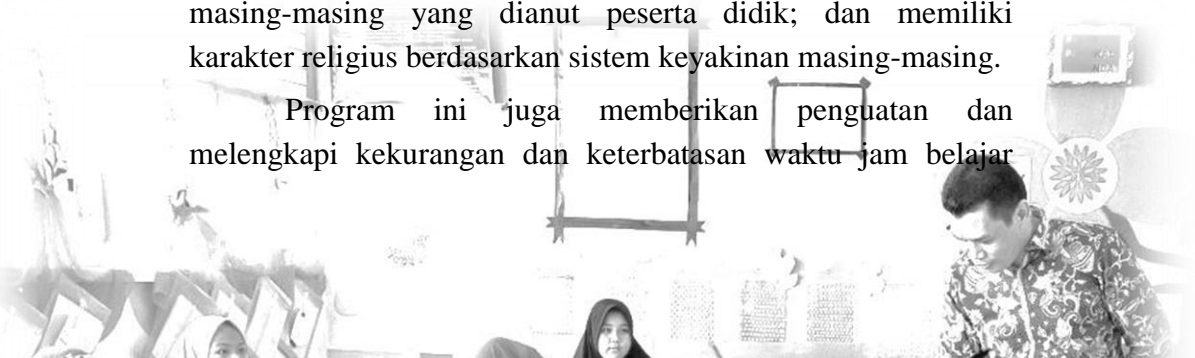 masing-masing yang dianut peserta didik; dan memiliki
karakter religius berdasarkan sistem keyakinan masing-masing.
Program ini juga memberikan penguatan dan
melengkapi kekurangan dan keterbatasan waktu jam belajar